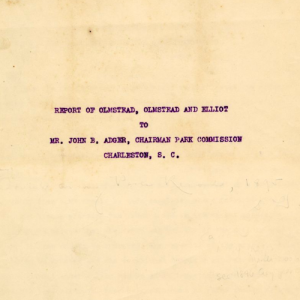 REPORT OF OLMSTEAD, OLMSTEAD AND ELLIOT
TO
MR. JOHN B. ADGER, CHAIRMAN PARK COMMISSION
CHARLESTON, S. C.